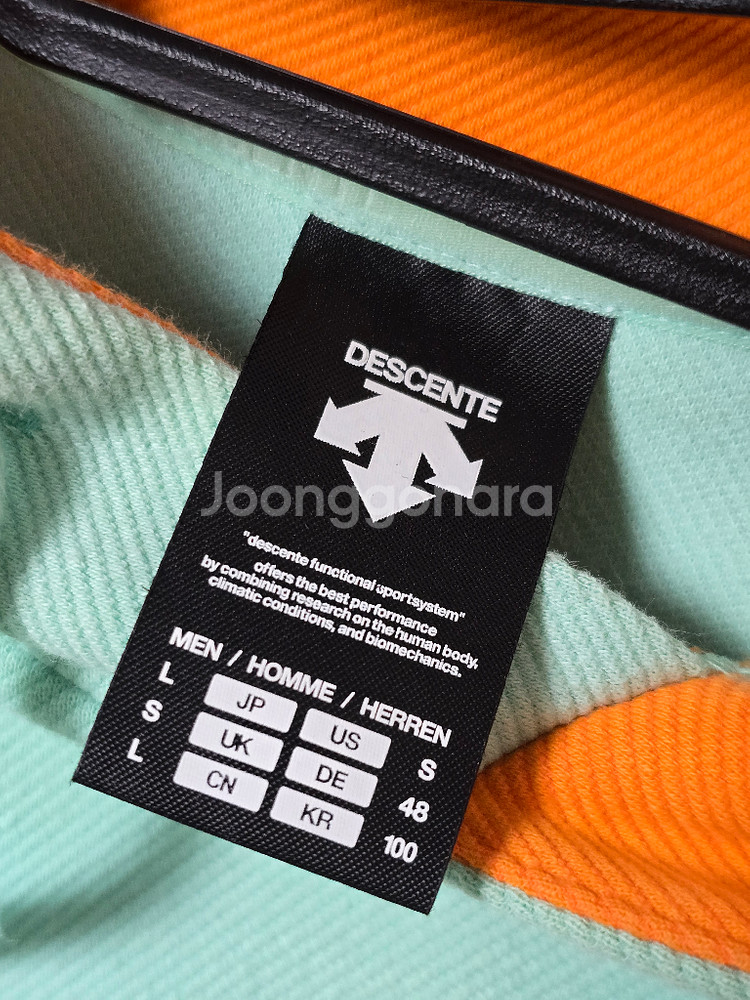 DESCENTE
Joonggonara
"descente functional sportsystem"
offers the best performance
by combining research on the human body,
climatic conditions, and biomechanics.
MEN / HOMME / HERREN
L JP US S
S UK DE 48
L CN KR 100